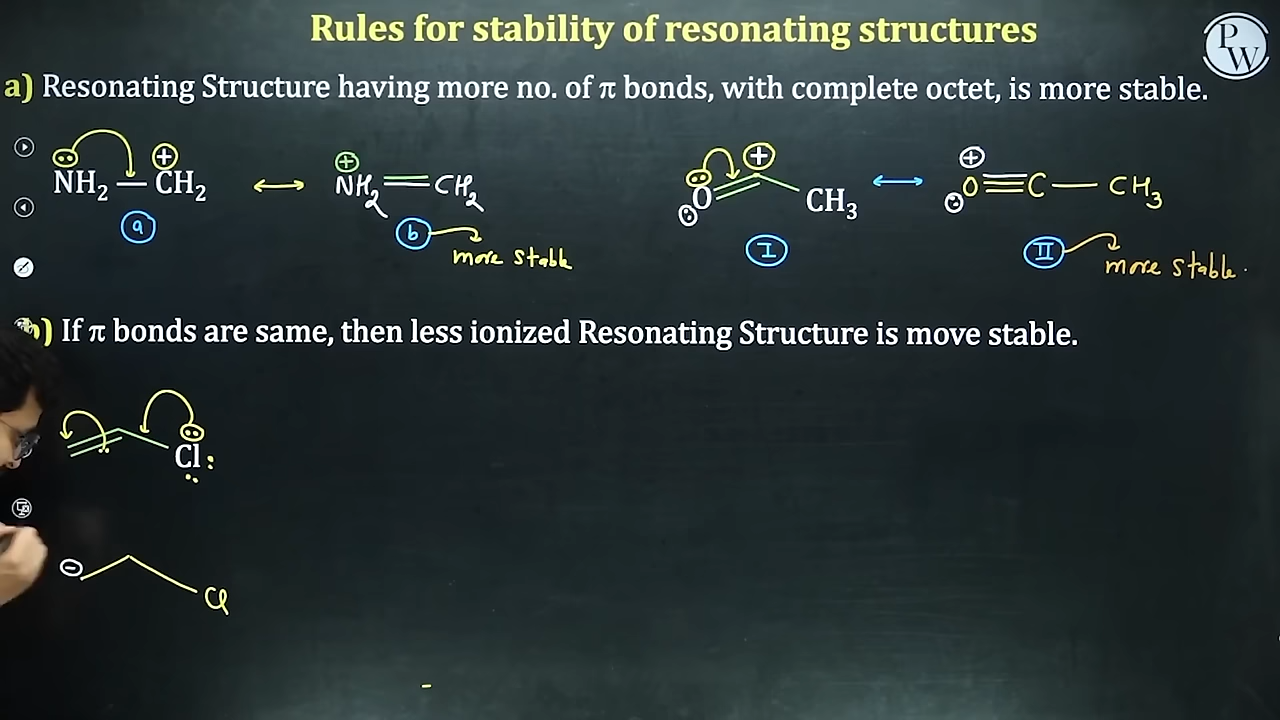 Rules for stability of resonating structures
P
W
a) Resonating Structure having more no. of π bonds, with complete octet, is more stable.
NH₂ — CH₂ ⊕ ↔ ⊕ NH₂ = CH₂
O = ⊕ CH₃ ↔ ⊕ O ≡ C — CH₃
a
b more stable
I
II more stable.
b) If π bonds are same, then less ionized Resonating Structure is move stable.
Cl
⊖ Cl